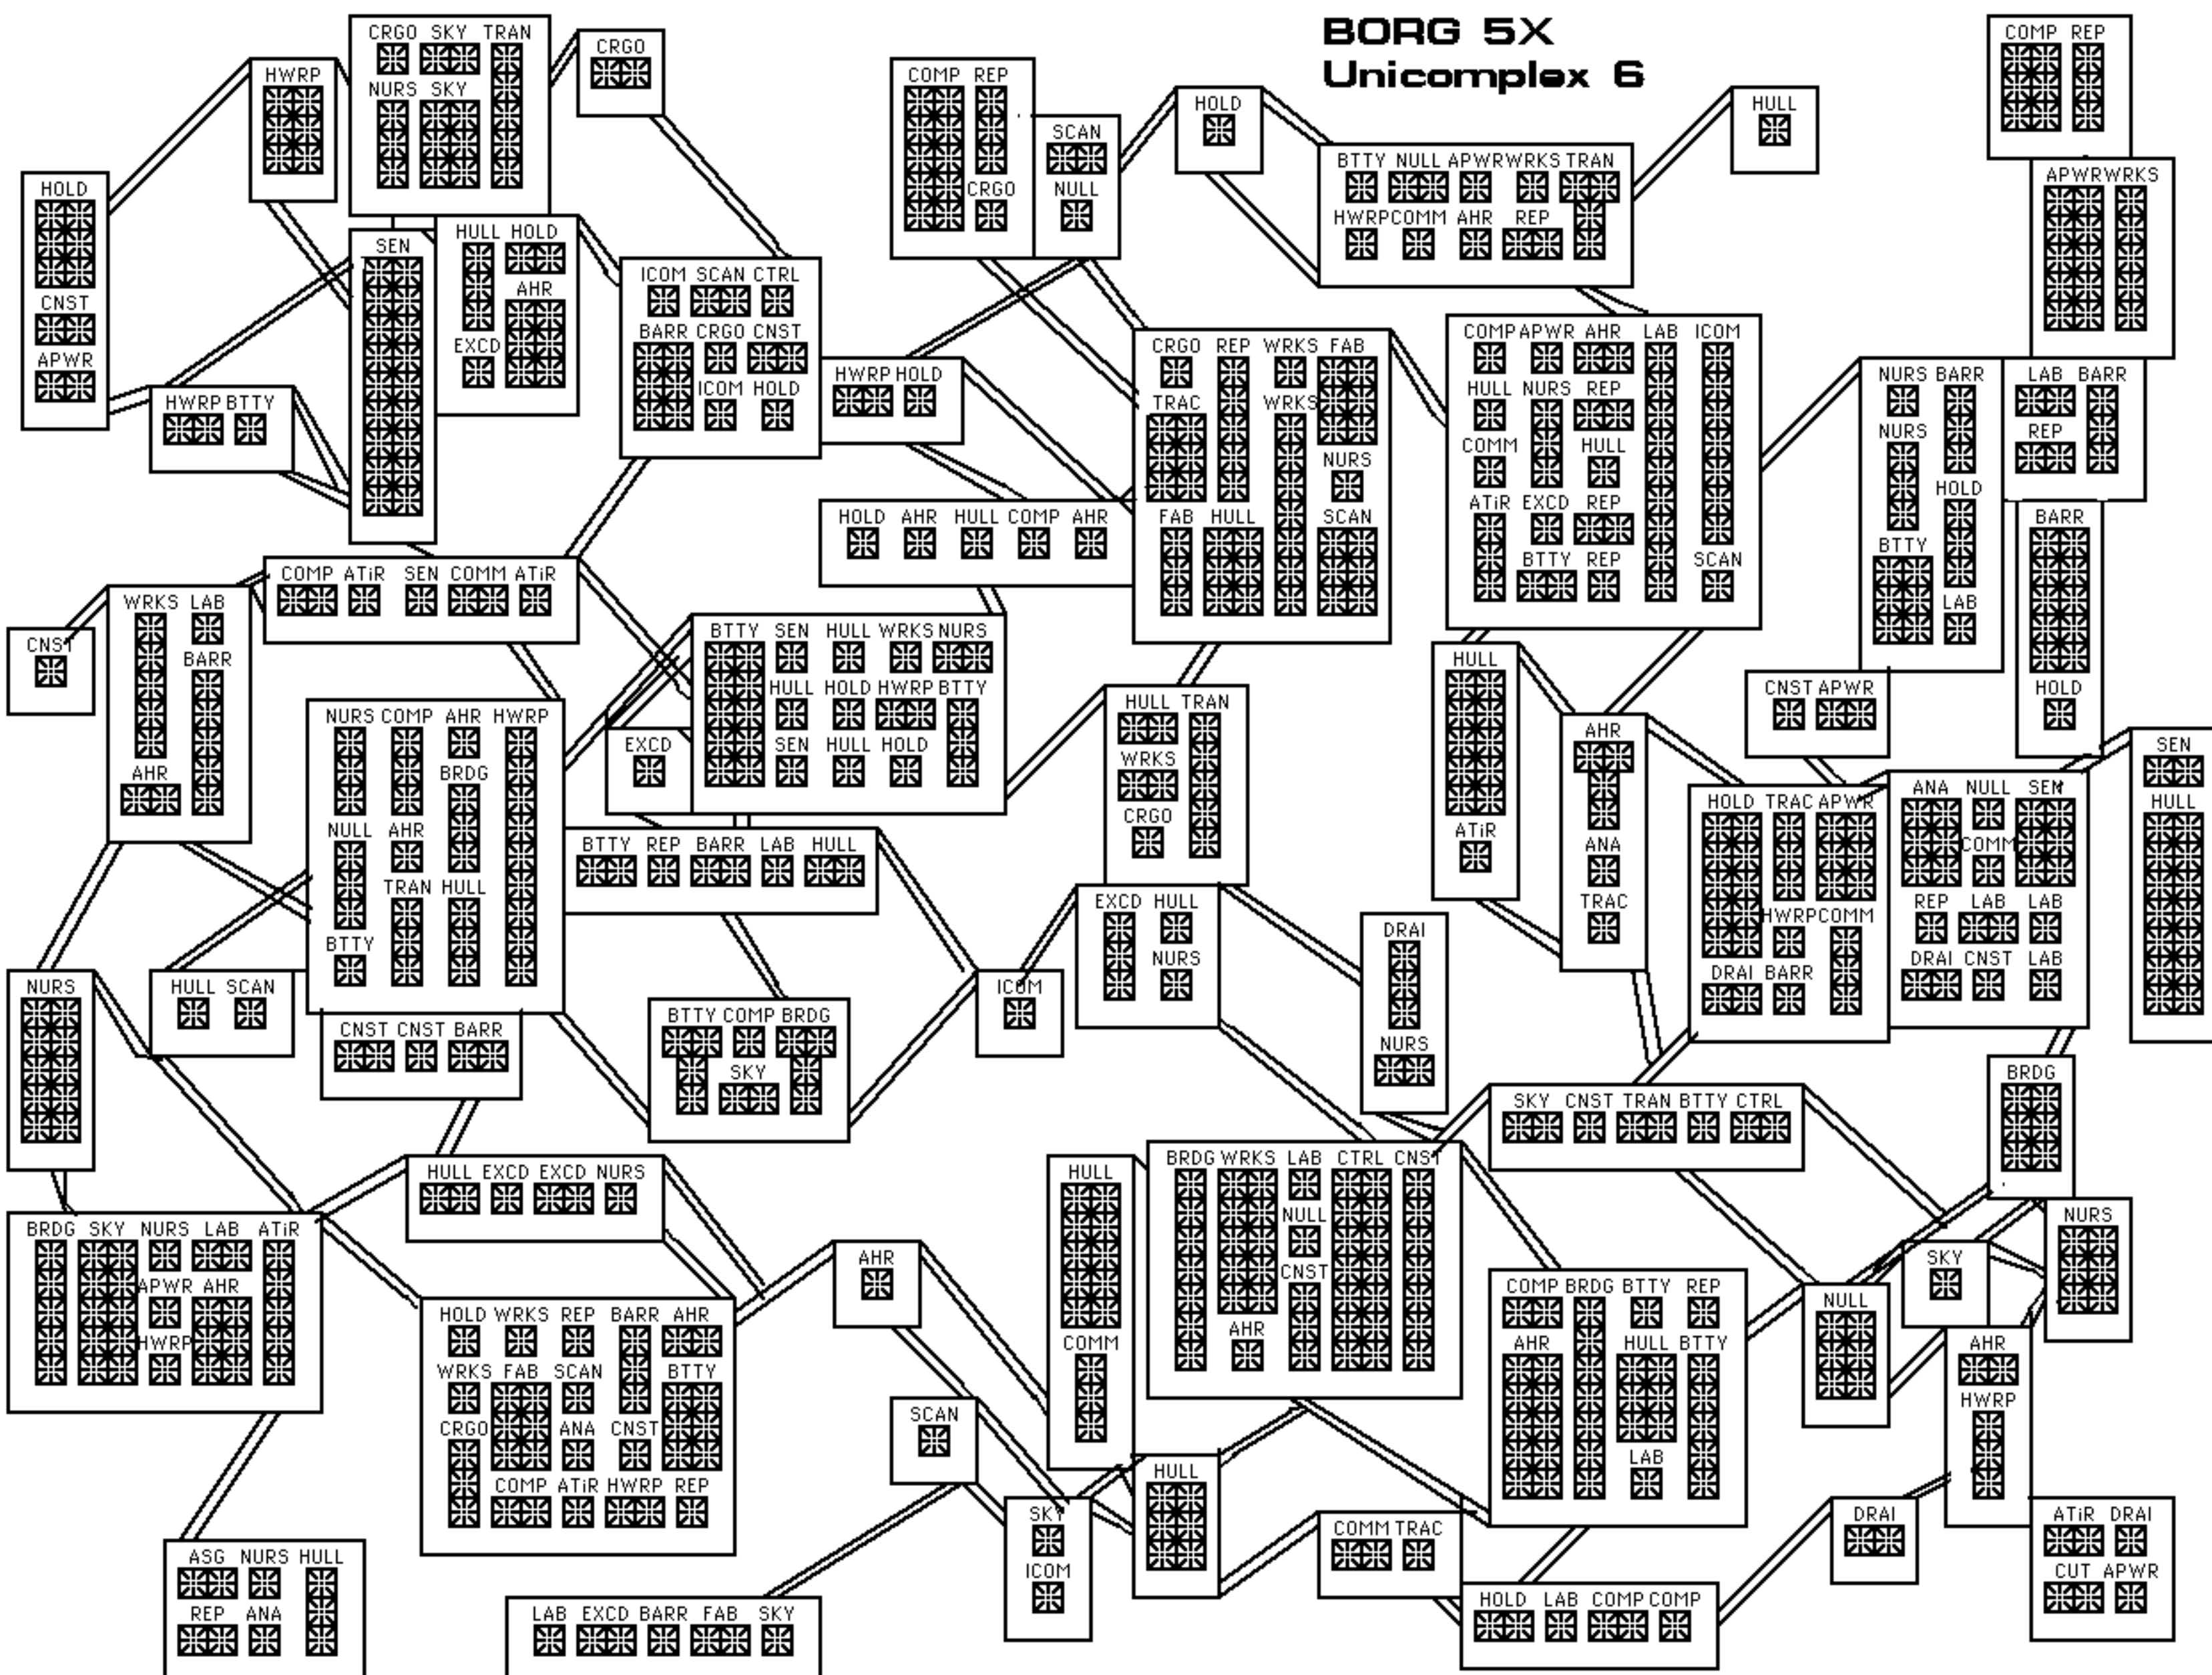 BORG 5X
Unicomplex 6
CRGO SKY TRAN
NURS SKY
HWRP
CRGO
HOLD
CNST
APWR
SEN
HULL HOLD
AHR
EXCD
HWRP BTTY
ICOM SCAN CTRL
BARR CRGO CNST
ICOM HOLD
COMP REP
CRGO
SCAN
NULL
HOLD
BTTY NULL APWR WRKS TRAN
HWRP COMM AHR REP
HULL
COMP REP
APWR WRKS
HWRP HOLD
CRGO REP WRKS FAB
TRAC WRKS
NURS
FAB HULL SCAN
COMP APWR AHR LAB ICOM
HULL NURS REP
COMM HULL
ATiR EXCD REP
BTTY REP SCAN
NURS BARR
NURS
HOLD
BTTY
LAB
LAB BARR
REP
BARR
HOLD
HOLD AHR HULL COMP AHR
COMP ATiR SEN COMM ATiR
CNST
WRKS LAB
BARR
AHR
BTTY SEN HULL WRKS NURS
HULL HOLD HWRP BTTY
SEN HULL HOLD
EXCD
NURS COMP AHR HWRP
BRDG
NULL AHR
TRAN HULL
BTTY
HULL TRAN
WRKS
CRGO
HULL
ATiR
AHR
ANA
TRAC
CNST APWR
HOLD TRAC APWR
HWRP COMM
DRAI BARR
ANA NULL SEN
COMM
REP LAB LAB
DRAI CNST LAB
SEN
HULL
BTTY REP BARR LAB HULL
EXCD HULL
NURS
DRAI
NURS
NURS
HULL SCAN
CNST CNST BARR
BTTY COMP BRDG
SKY
ICOM
SKY CNST TRAN BTTY CTRL
BRDG
HULL EXCD EXCD NURS
HULL
COMM
BRDG WRKS LAB CTRL CNST
NULL
CNST
AHR
NURS
BRDG SKY NURS LAB ATiR
APWR AHR
HWRP
AHR
SKY
COMP BRDG BTTY REP
AHR HULL BTTY
LAB
NULL
HOLD WRKS REP BARR AHR
WRKS FAB SCAN BTTY
CRGO ANA CNST
COMP ATiR HWRP REP
AHR
HWRP
SCAN
HULL
SKY
ICOM
COMM TRAC
DRAI
ATiR DRAI
CUT APWR
ASG NURS HULL
REP ANA
LAB EXCD BARR FAB SKY
HOLD LAB COMP COMP